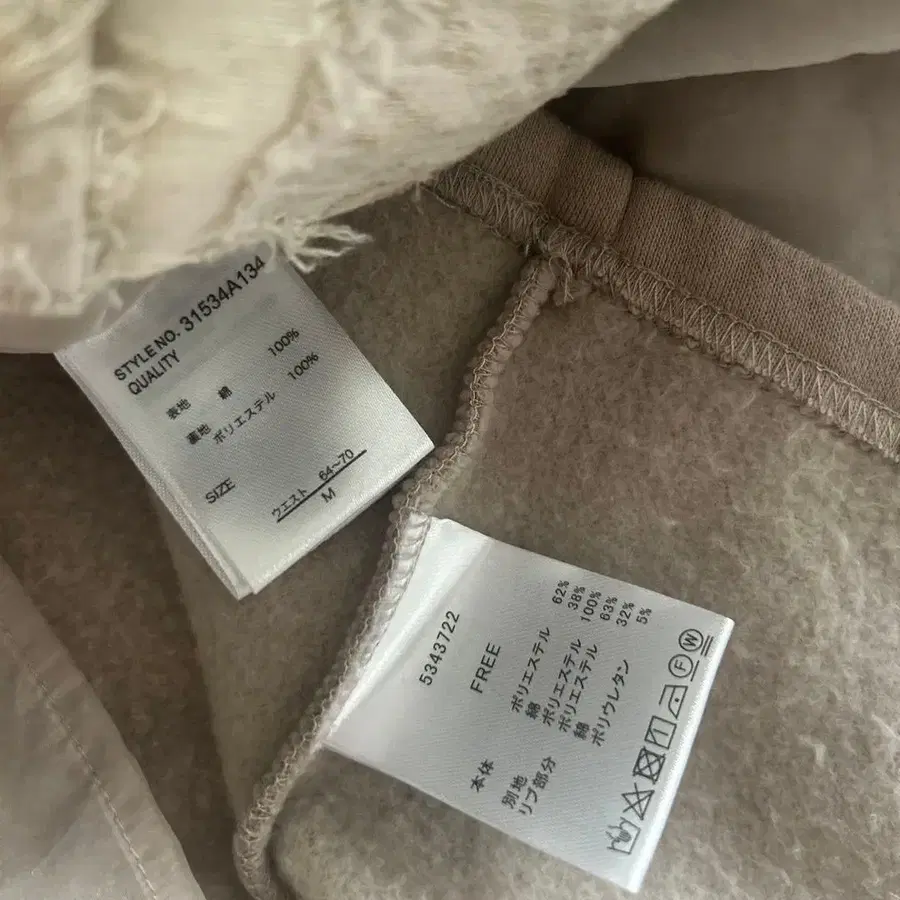 STYLE NO. 31534A134
QUALITY
表地 綿 100%
裏地 ポリエステル 100%
SIZE
ウエスト 64~70
M
5343722
FREE
本体 ポリエステル 62%
綿 38%
別地 ポリエステル 100%
リブ部分 ポリエステル 63%
綿 32%
ポリウレタン 5%
F
W